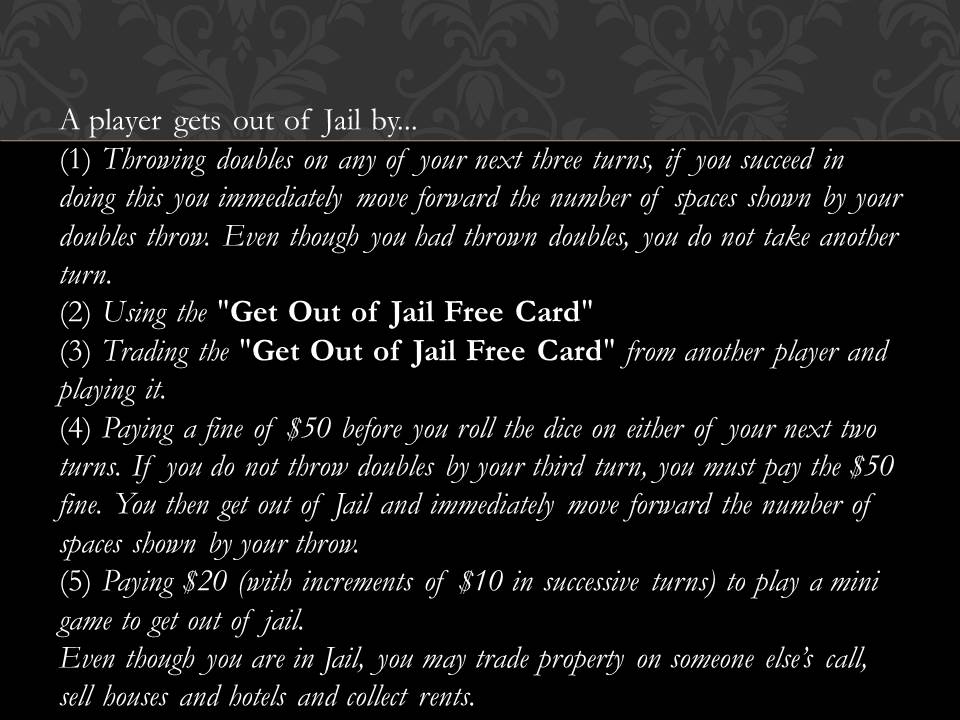 A player gets out of Jail by...
(1) Throwing doubles on any of your next three turns, if you succeed in
doing this you immediately move forward the number of spaces shown by your
doubles throw. Even though you had thrown doubles, you do not take another
turn.
(2) Using the "Get Out of Jail Free Card"
(3) Trading the "Get Out of Jail Free Card" from another player and
playing it.
(4) Paying a fine of $50 before you roll the dice on either of your next two
turns. If you do not throw doubles by your third turn, you must pay the $50
fine. You then get out of Jail and immediately move forward the number of
spaces shown by your throw.
(5) Paying $20 (with increments of $10 in successive turns) to play a mini
game to get out of jail.
Even though you are in Jail, you may trade property on someone else’s call,
sell houses and hotels and collect rents.